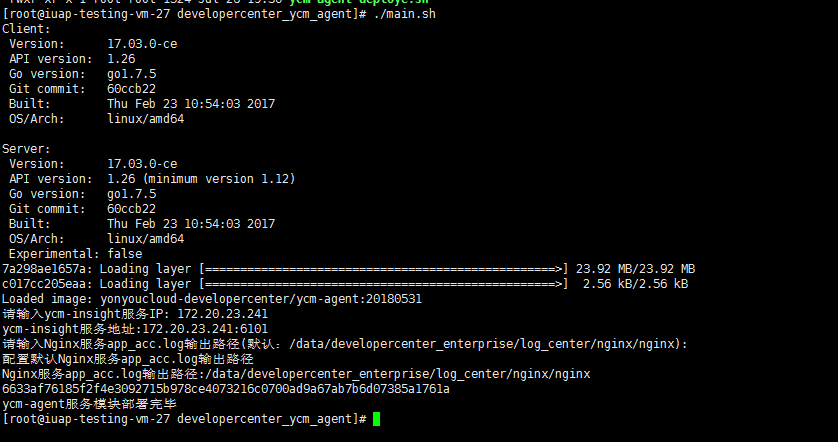 [root@iuap-testing-vm-27 developercenter_ycm_agent]# ./main.sh
Client:
Version: 17.03.0-ce
API version: 1.26
Go version: go1.7.5
Git commit: 60ccb22
Built: Thu Feb 23 10:54:03 2017
OS/Arch: linux/amd64
Server:
Version: 17.03.0-ce
API version: 1.26 (minimum version 1.12)
Go version: go1.7.5
Git commit: 60ccb22
Built: Thu Feb 23 10:54:03 2017
OS/Arch: linux/amd64
Experimental: false
7a298ae1657a: Loading layer [==================================================>] 23.92 MB/23.92 MB
c017cc205eaa: Loading layer [==================================================>] 2.56 kB/2.56 kB
Loaded image: yonyoucloud-developercenter/ycm-agent:20180531
请输入ycm-insight服务IP: 172.20.23.241
ycm-insight服务地址:172.20.23.241:6101
请输入Nginx服务app_acc.log输出路径(默认: /data/developercenter_enterprise/log_center/nginx/nginx):
配置默认Nginx服务app_acc.log输出路径
Nginx服务app_acc.log输出路径:/data/developercenter_enterprise/log_center/nginx/nginx
6633af76185f2f4e3092715b978ce4073216c0700ad9a67ab7b6d07385a1761a
ycm-agent服务模块部署完毕
[root@iuap-testing-vm-27 developercenter_ycm_agent]#